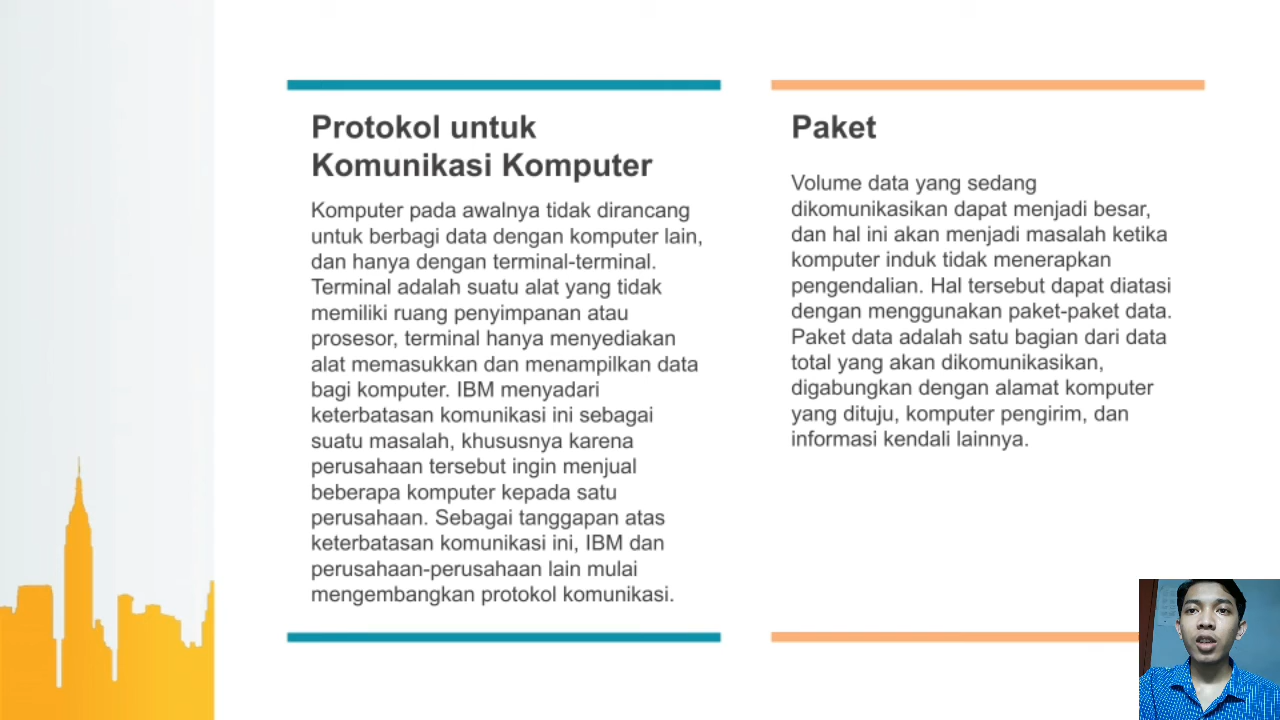 Protokol untuk
Komunikasi Komputer
Komputer pada awalnya tidak dirancang
untuk berbagi data dengan komputer lain,
dan hanya dengan terminal-terminal.
Terminal adalah suatu alat yang tidak
memiliki ruang penyimpanan atau
prosesor, terminal hanya menyediakan
alat memasukkan dan menampilkan data
bagi komputer. IBM menyadari
keterbatasan komunikasi ini sebagai
suatu masalah, khususnya karena
perusahaan tersebut ingin menjual
beberapa komputer kepada satu
perusahaan. Sebagai tanggapan atas
keterbatasan komunikasi ini, IBM dan
perusahaan-perusahaan lain mulai
mengembangkan protokol komunikasi.
Paket
Volume data yang sedang
dikomunikasikan dapat menjadi besar,
dan hal ini akan menjadi masalah ketika
komputer induk tidak menerapkan
pengendalian. Hal tersebut dapat diatasi
dengan menggunakan paket-paket data.
Paket data adalah satu bagian dari data
total yang akan dikomunikasikan,
digabungkan dengan alamat komputer
yang dituju, komputer pengirim, dan
informasi kendali lainnya.